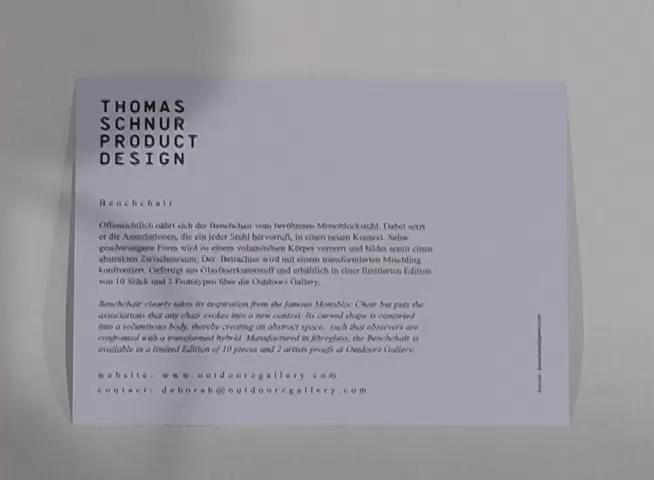 THOMAS
SCHNUR
PRODUCT
DESIGN
Benchchair
Offensichtlich nährt sich der Benchchair vom berühmten Monoblockstuhl. Dabei setzt
er die Assoziationen, die ein jeder Stuhl hervorruft, in einen neuen Kontext. Seine
geschwungene Form wird zu einem voluminösen Körper verzerrt und bildet somit einen
abstrakten Zwischenraum. Der Betrachter wird mit einem transformierten Mischling
konfrontiert. Gefertigt aus Glasfaserkunststoff und erhältlich in einer limitierten Edition
von 10 Stück und 2 Prototypen über die Outdoorz Gallery.
Benchchair clearly takes its inspiration from the famous Monobloc Chair but puts the
associations that any chair evokes into a new context. Its curved shape is contorted
into a voluminous body, thereby creating an abstract space, such that observers are
confronted with a transformed hybrid. Manufactured in fibreglass, the Benchchair is
available in a limited Edition of 10 pieces and 2 artists proofs at Outdoorz Gallery.
website: www.outdoorzgallery.com
contact: deborah@outdoorzgallery.com